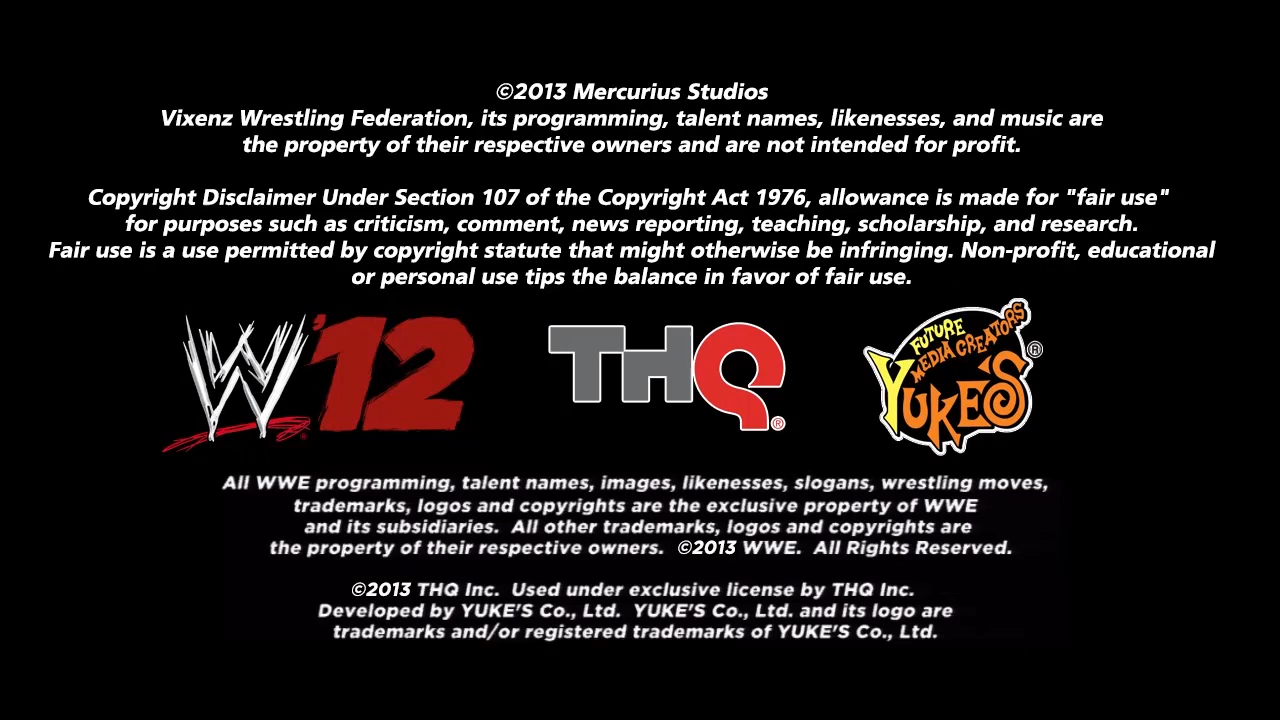 ©2013 Mercurius Studios
Vixenz Wrestling Federation, its programming, talent names, likenesses, and music are
the property of their respective owners and are not intended for profit.
Copyright Disclaimer Under Section 107 of the Copyright Act 1976, allowance is made for "fair use"
for purposes such as criticism, comment, news reporting, teaching, scholarship, and research.
Fair use is a use permitted by copyright statute that might otherwise be infringing. Non-profit, educational
or personal use tips the balance in favor of fair use.
W '12
THQ ®
FUTURE
MEDIA CREATORS
YUKE'S ®
All WWE programming, talent names, images, likenesses, slogans, wrestling moves,
trademarks, logos and copyrights are the exclusive property of WWE
and its subsidiaries. All other trademarks, logos and copyrights are
the property of their respective owners. ©2013 WWE. All Rights Reserved.
©2013 THQ Inc. Used under exclusive license by THQ Inc.
Developed by YUKE'S Co., Ltd. YUKE'S Co., Ltd. and its logo are
trademarks and/or registered trademarks of YUKE'S Co., Ltd.